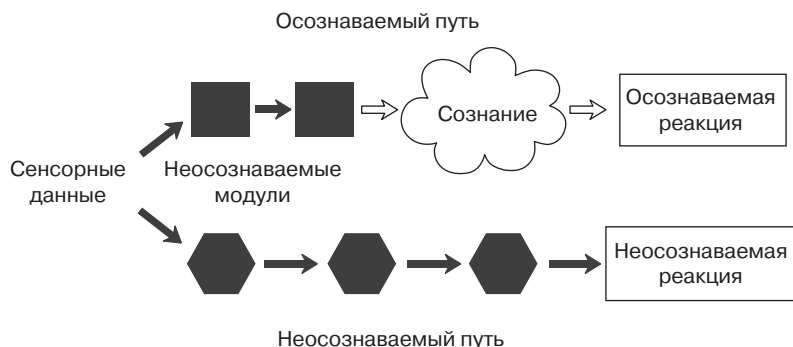 Осознаваемый путь
Сознание
Осознаваемая
реакция
Сенсорные
данные
Неосознаваемые
модули
Неосознаваемая
реакция
Неосознаваемый путь